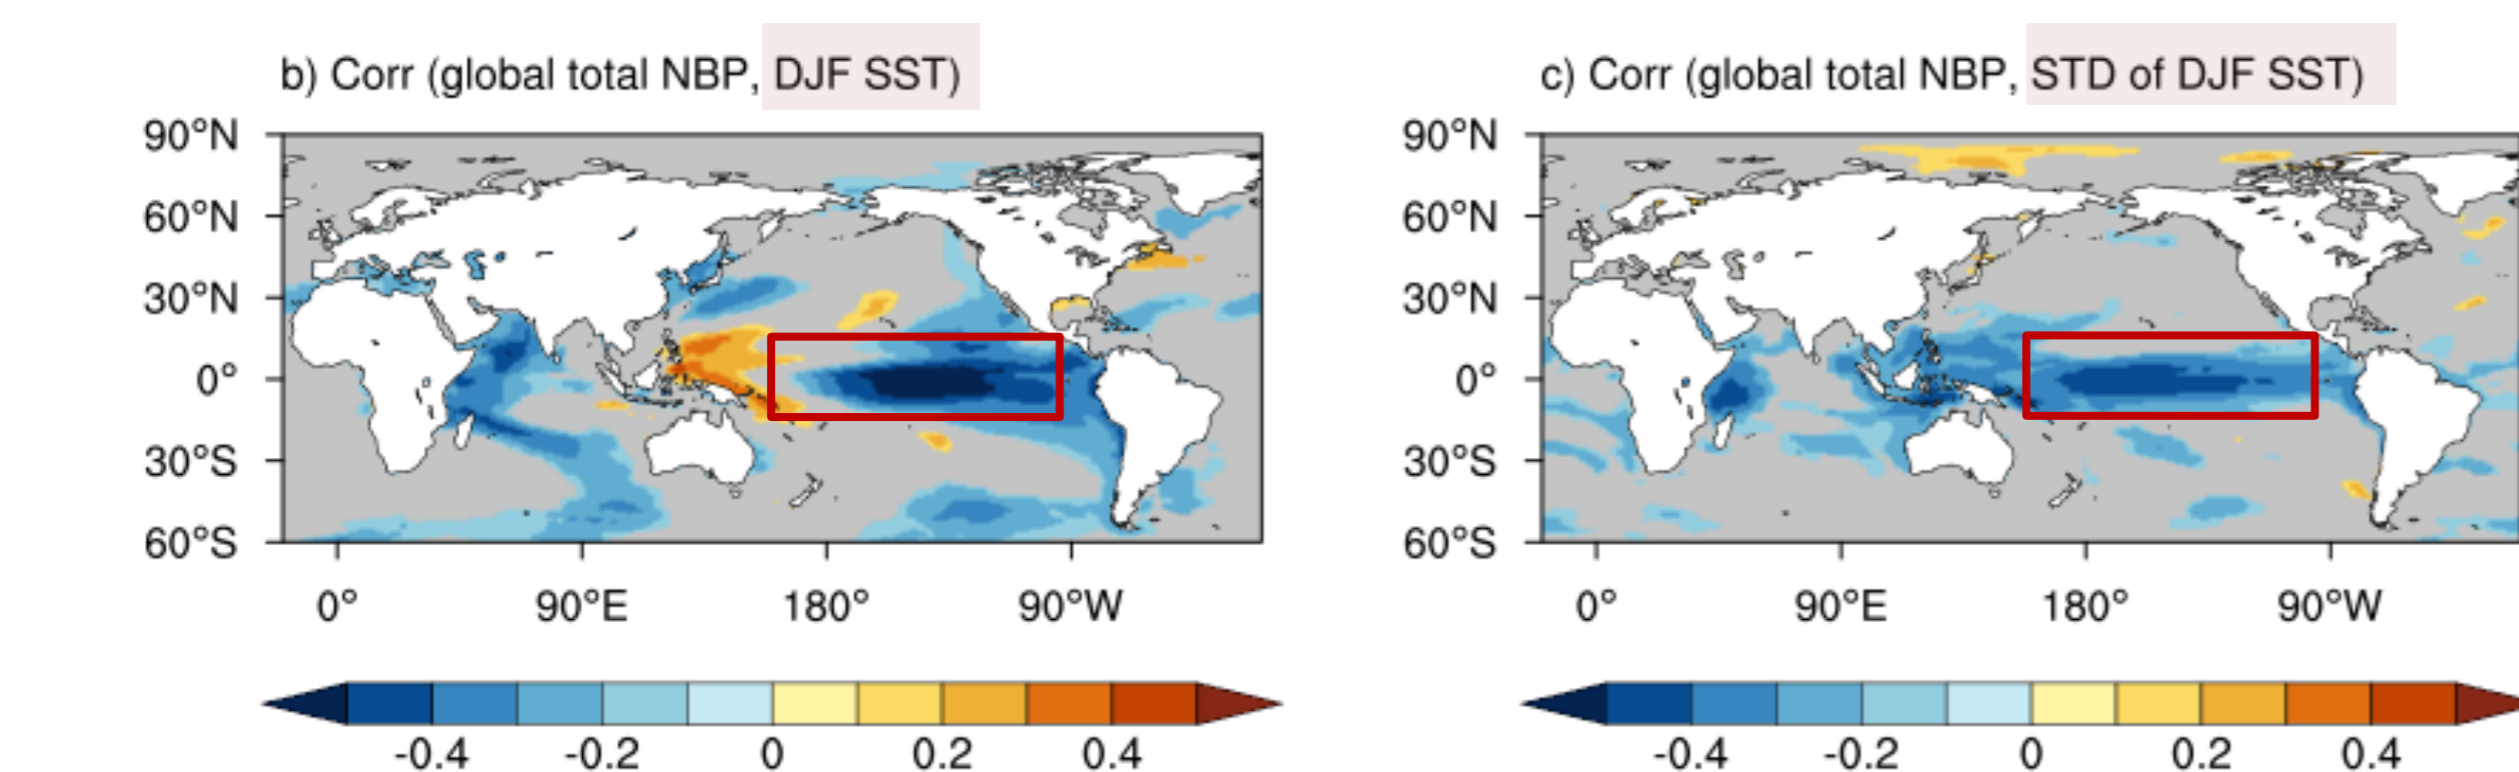 b) Corr (global total NBP, DJF SST)
90°N
60°N
30°N
0°
30°S
60°S
0° 90°E 180° 90°W
-0.4 -0.2 0 0.2 0.4
c) Corr (global total NBP, STD of DJF SST)
90°N
60°N
30°N
0°
30°S
60°S
0° 90°E 180° 90°W
-0.4 -0.2 0 0.2 0.4